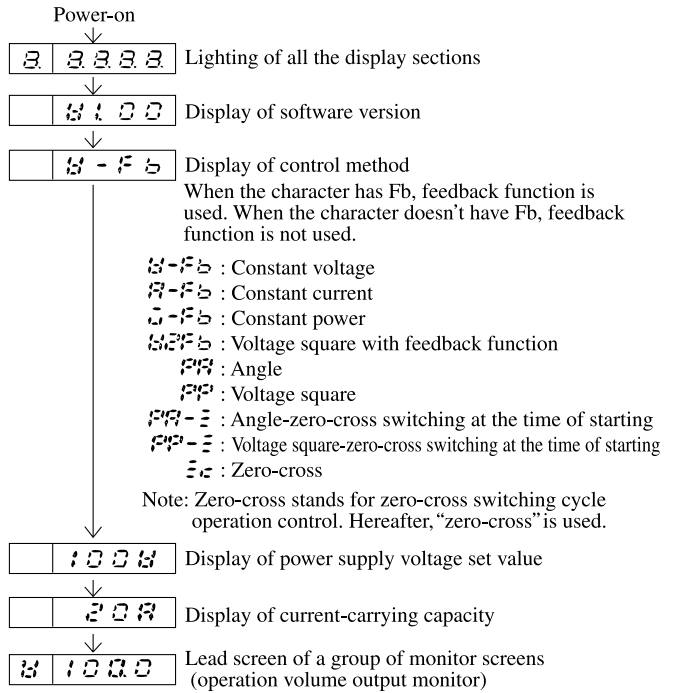 Power-on
8. 8.8.8.8. Lighting of all the display sections
V1.00 Display of software version
V-Fb Display of control method
When the character has Fb, feedback function is
used. When the character doesn't have Fb, feedback
function is not used.
V-Fb : Constant voltage
A-Fb : Constant current
W-Fb : Constant power
V2Fb : Voltage square with feedback function
PA : Angle
PP : Voltage square
PA-Z : Angle-zero-cross switching at the time of starting
PP-Z : Voltage square-zero-cross switching at the time of starting
Zc : Zero-cross
Note: Zero-cross stands for zero-cross switching cycle
operation control. Hereafter, “zero-cross” is used.
100V Display of power supply voltage set value
20A Display of current-carrying capacity
V 100.0 Lead screen of a group of monitor screens
(operation volume output monitor)